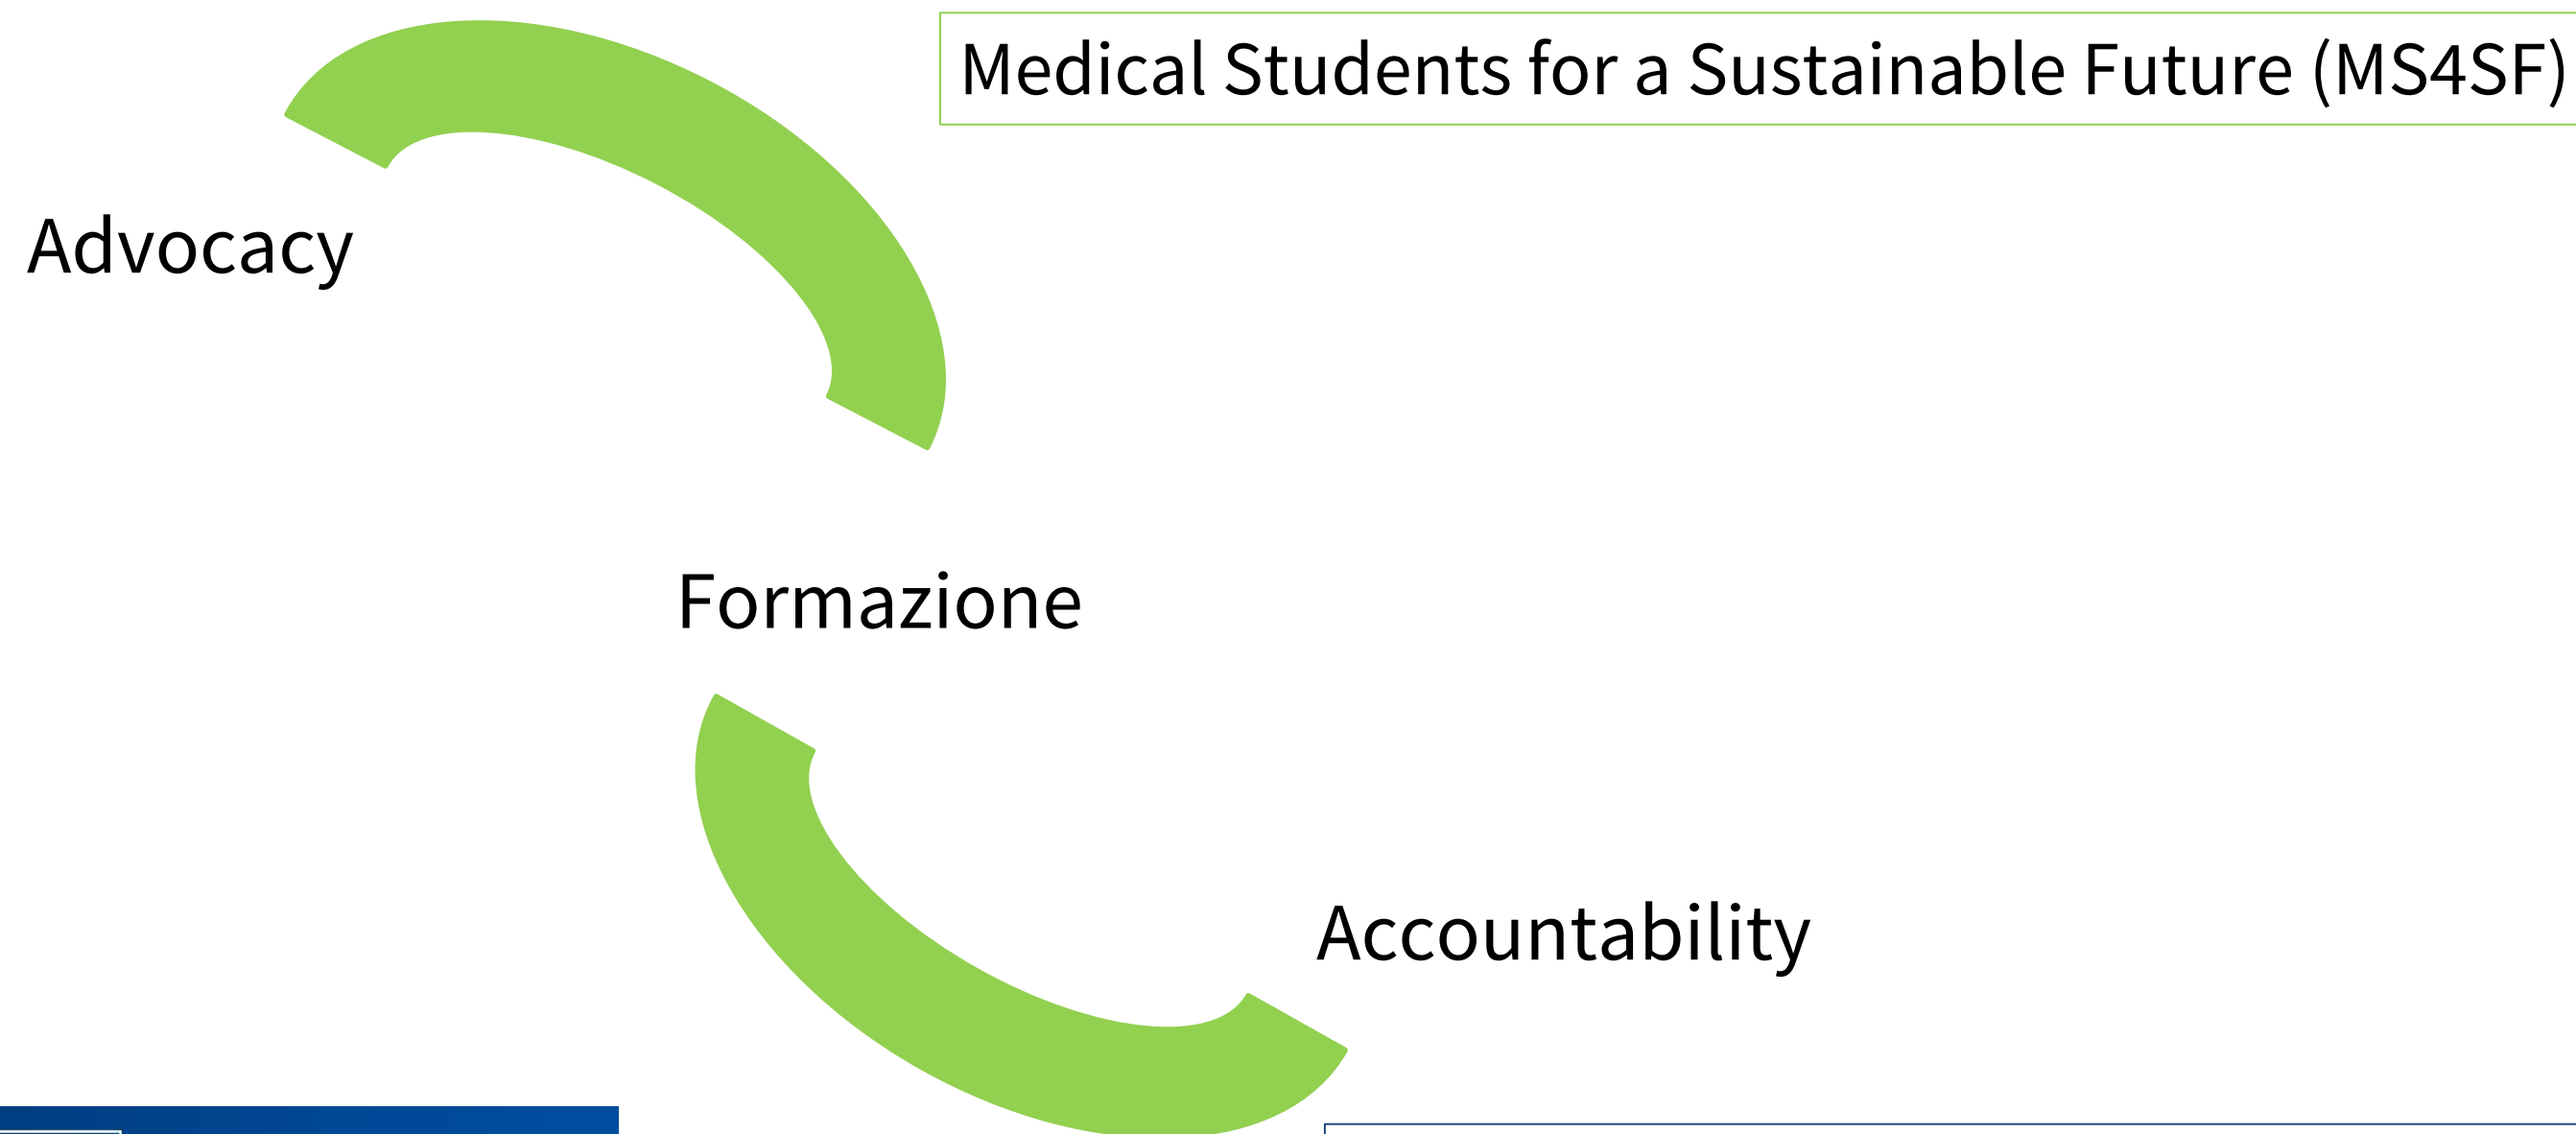 Medical Students for a Sustainable Future (MS4SF)
Advocacy
Formazione
Accountability